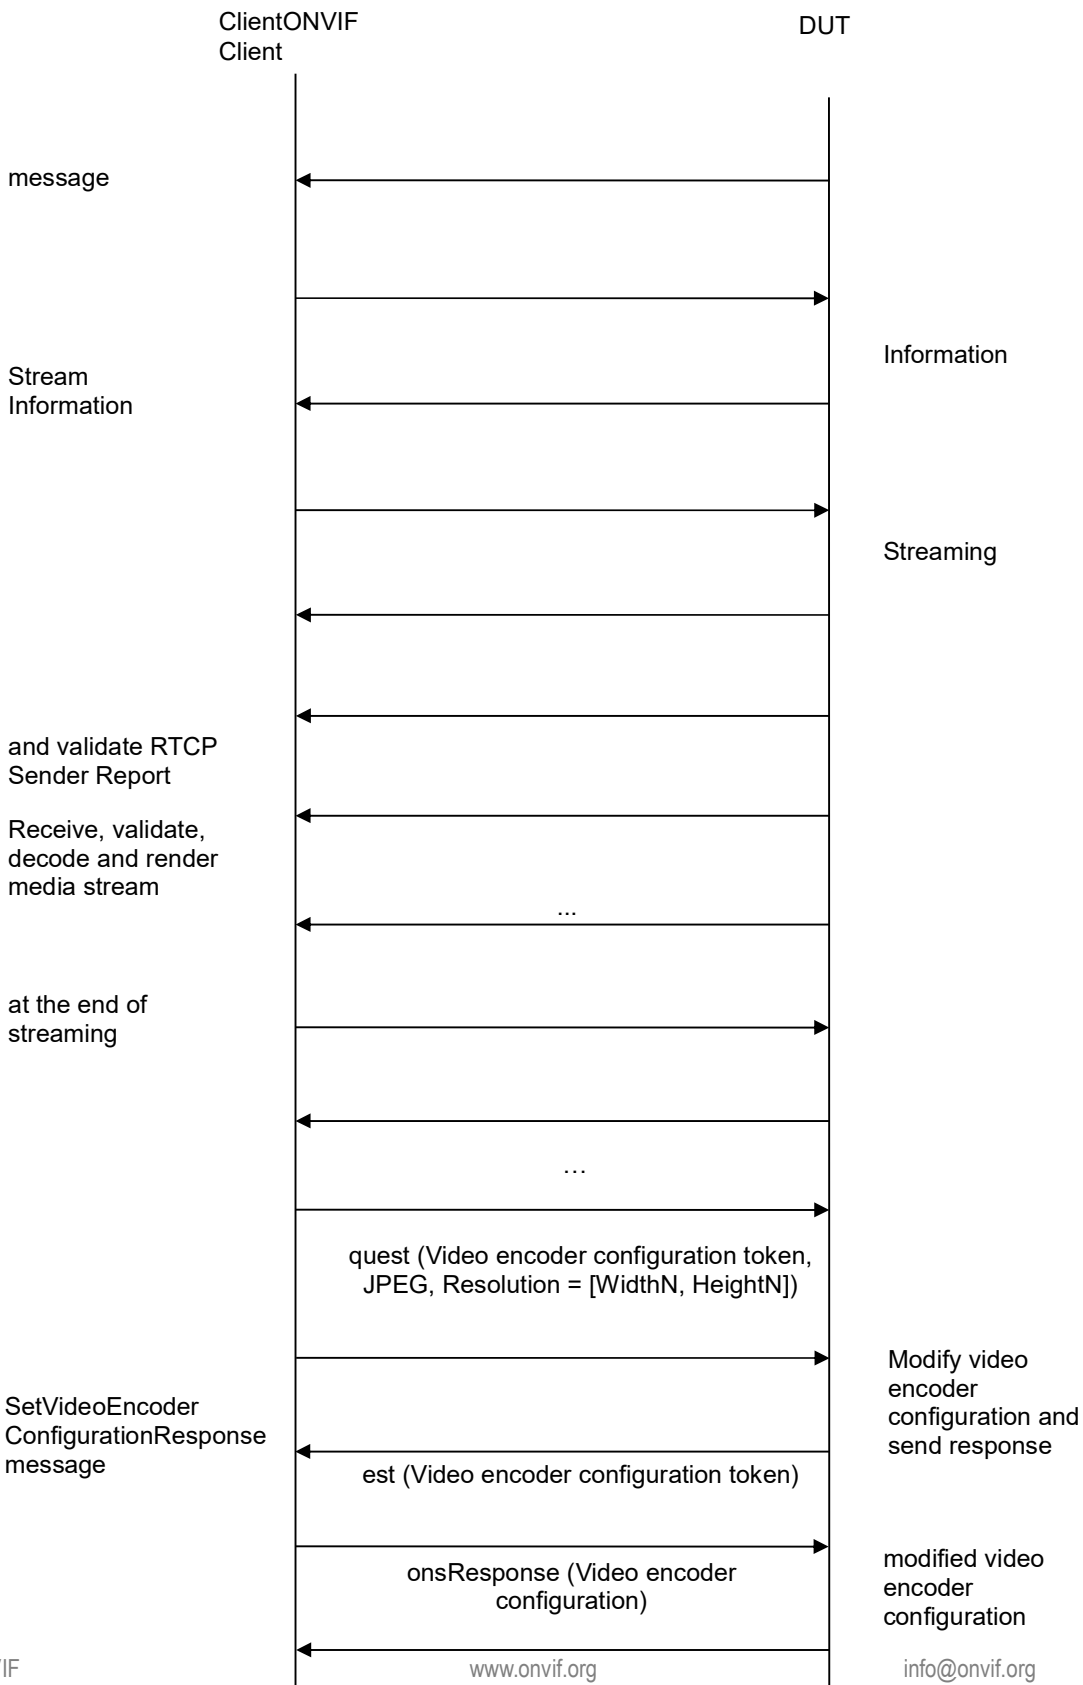 ClientONVIF
Client
DUT
message
Information
Stream
Information
Streaming
and validate RTCP
Sender Report
Receive, validate,
decode and render
media stream
...
at the end of
streaming
...
quest (Video encoder configuration token,
JPEG, Resolution = [WidthN, HeightN])
Modify video
encoder
configuration and
send response
SetVideoEncoder
ConfigurationResponse
message
est (Video encoder configuration token)
modified video
encoder
configuration
onsResponse (Video encoder
configuration)
IF
www.onvif.org
info@onvif.org